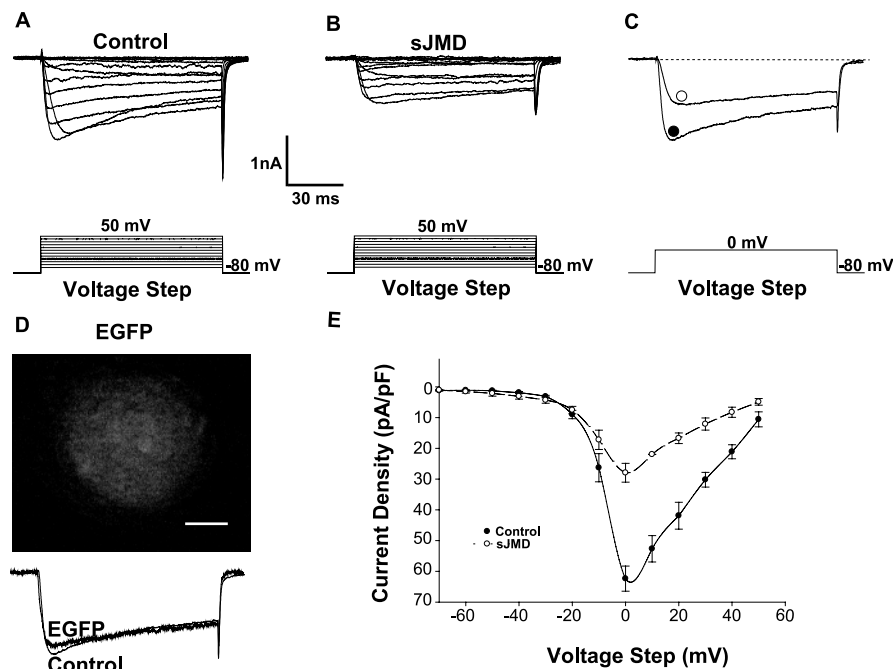 A
Control
B
sJMD
C
1nA
30 ms
50 mV
-80 mV
Voltage Step
50 mV
-80 mV
Voltage Step
0 mV
-80 mV
Voltage Step
D
EGFP
EGFP
Control
E
Current Density (pA/pF)
0
10
20
30
40
50
60
70
Control
sJMD
-60 -40 -20 0 20 40 60
Voltage Step (mV)